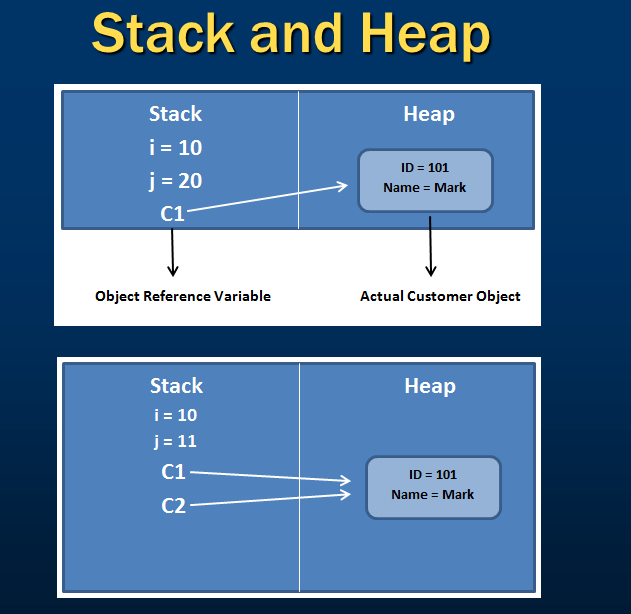 Stack and Heap
Stack
Heap
i = 10
j = 20
C1
ID = 101
Name = Mark
Object Reference Variable
Actual Customer Object
Stack
Heap
i = 10
j = 11
C1
C2
ID = 101
Name = Mark